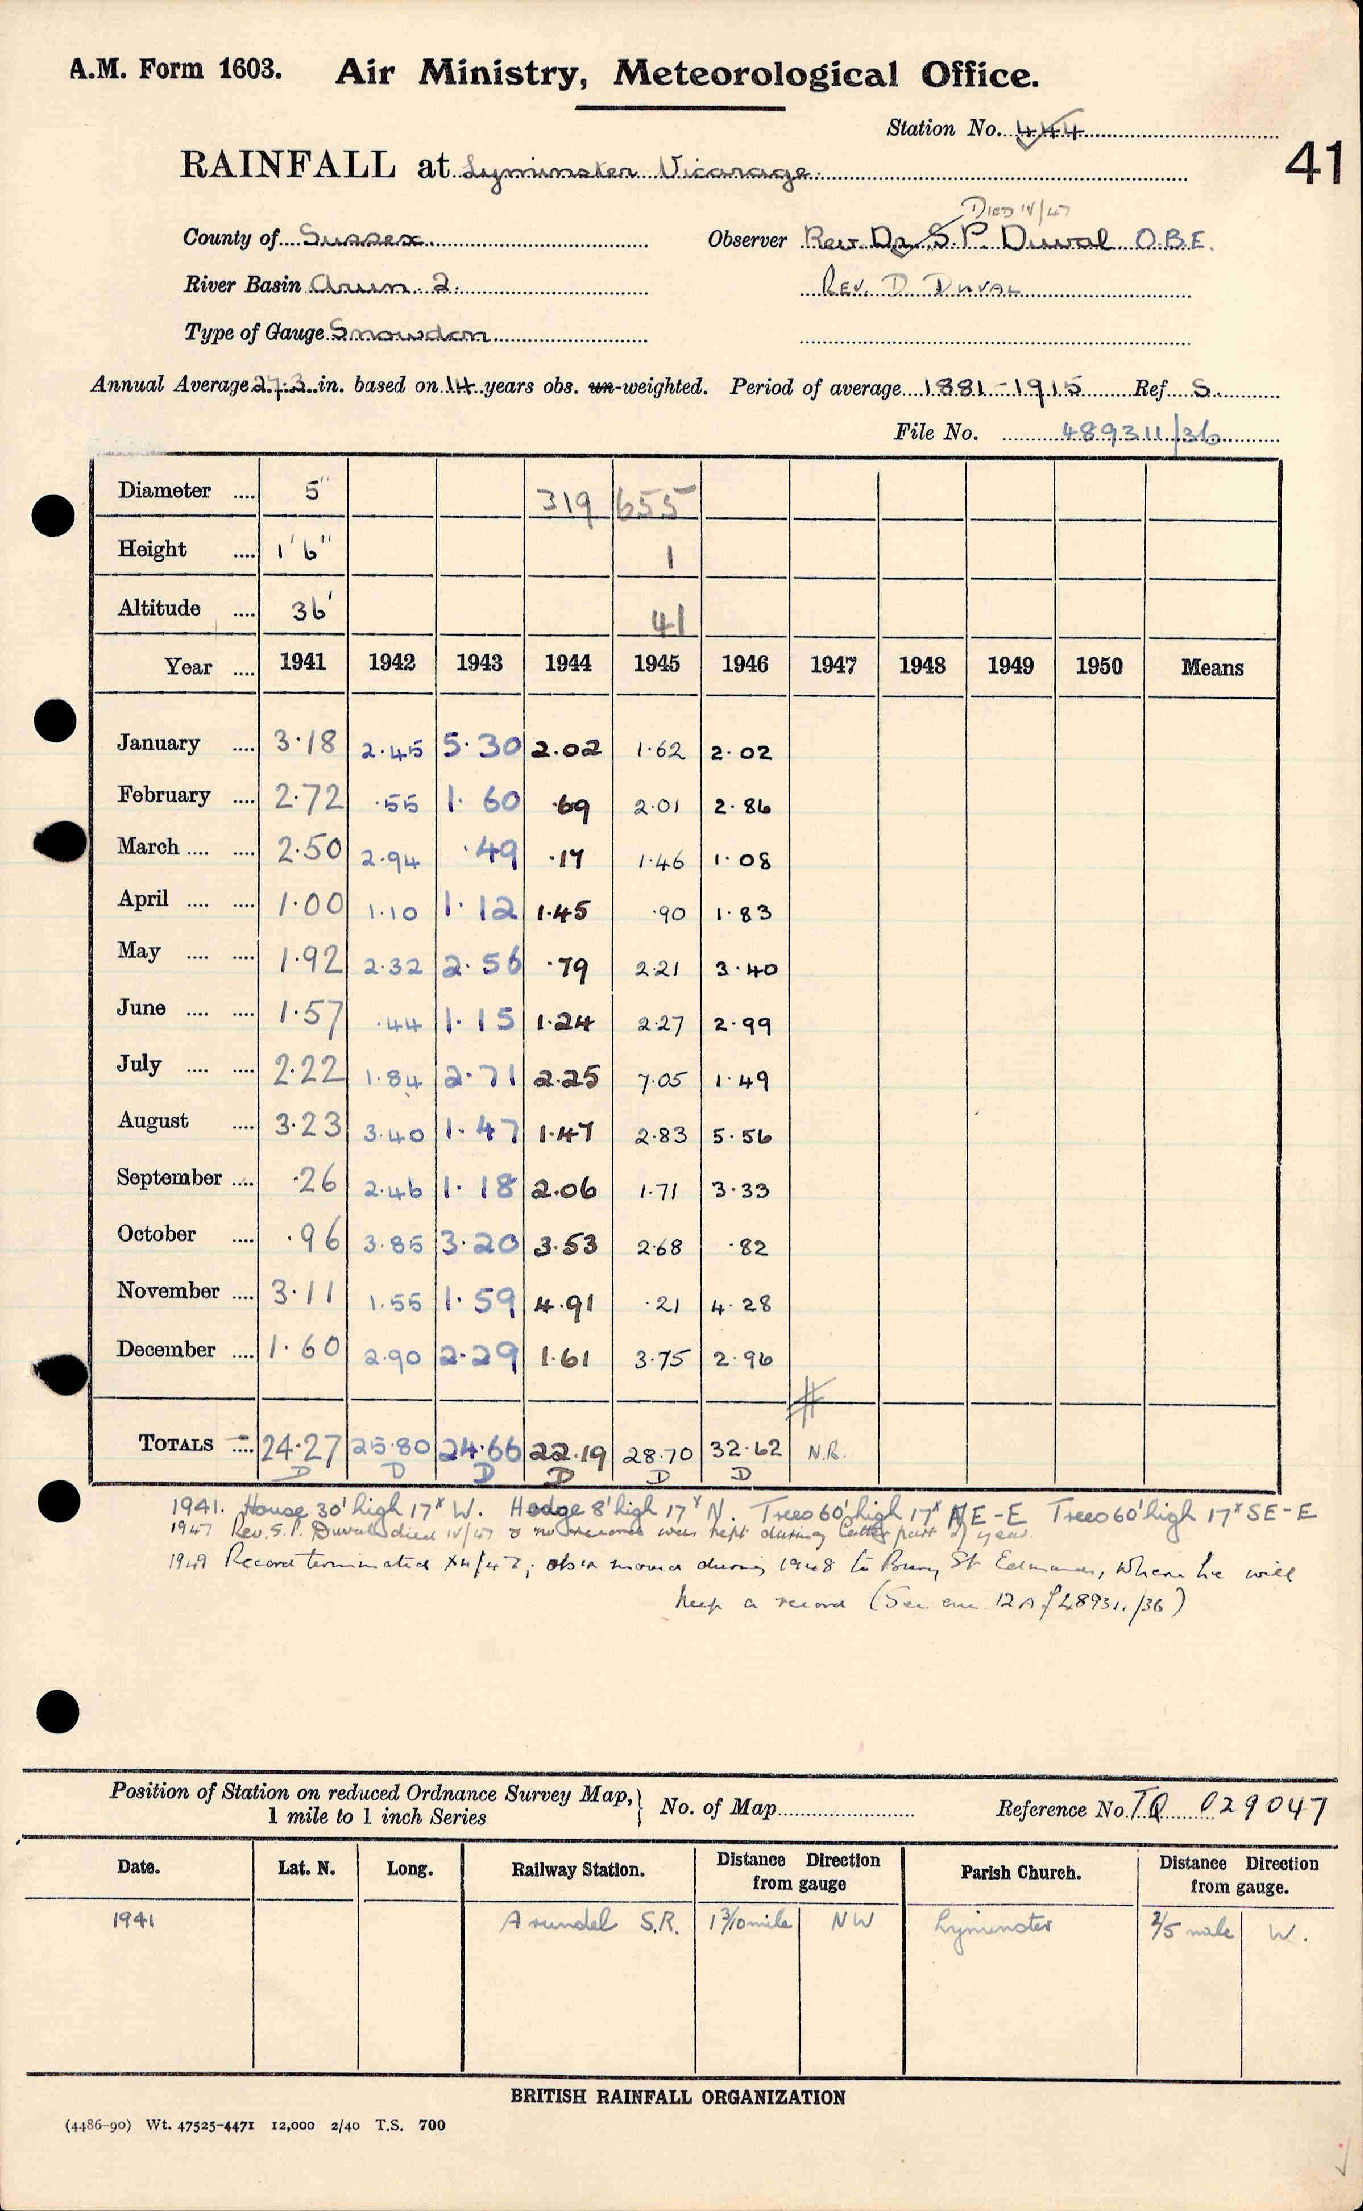 A.M. Form 1603. Air Ministry, Meteorological Office.
Station No. 444
41
RAINFALL at Lyminster Vicarage.
DIED IV/47
County of Sussex. Observer Rev. Dr. S. P. Duval O.B.E.
River Basin Arun. 2. REV. D DUVAL
Type of Gauge Snowdon
Annual Average 27.3 in. based on 14 years obs. un-weighted. Period of average 1881-1915 Ref. S.
File No. 489311/36
Diameter .... 5" 319 655
Height .... 1' 6" 1
Altitude .... 36' 41
Year .... 1941 1942 1943 1944 1945 1946 1947 1948 1949 1950 Means
January .... 3.18 2.45 5.30 2.02 1.62 2.02
February .... 2.72 .55 1.60 .69 2.01 2.86
March .... .... 2.50 2.94 .49 .17 1.46 1.08
April .... .... 1.00 1.10 1.12 1.45 .90 1.83
May .... .... 1.92 2.32 2.56 .79 2.21 3.40
June .... .... 1.57 .44 1.15 1.24 2.27 2.99
July .... .... 2.22 1.84 2.71 2.25 7.05 1.49
August .... 3.23 3.40 1.47 1.47 2.83 5.56
September .... .26 2.46 1.18 2.06 1.71 3.33
October .... .96 3.85 3.20 3.53 2.68 .82
November .... 3.11 1.55 1.59 4.91 .21 4.28
December .... 1.60 2.90 2.29 1.61 3.75 2.96
TOTALS .... 24.27 25.80 24.66 22.19 28.70 32.62 N.R.
D D D D D D
1941. House 30' high 17x W. Hedge 8' high 17x N. Trees 60' high 17x NE-E Trees 60' high 17x SE-E
1947 Rev. S. P. Duval died IV/47 & no record was kept during latter part of year.
1949 Record terminated; obsr moved during 1948 to Bury St Edmunds, where he will
keep a record (See enc. 12A of 489311/36)
Position of Station on reduced Ordnance Survey Map, } No. of Map Reference No. TQ 029047
1 mile to 1 inch Series
Date. Lat. N. Long. Railway Station. Distance Direction from gauge Parish Church. Distance Direction from gauge.
1941 Arundel S.R. 1 3/10 mile NW Lyminster 2/5 mile W.
BRITISH RAINFALL ORGANIZATION
(4486-90) Wt. 47525-4471 12,000 2/40 T.S. 700